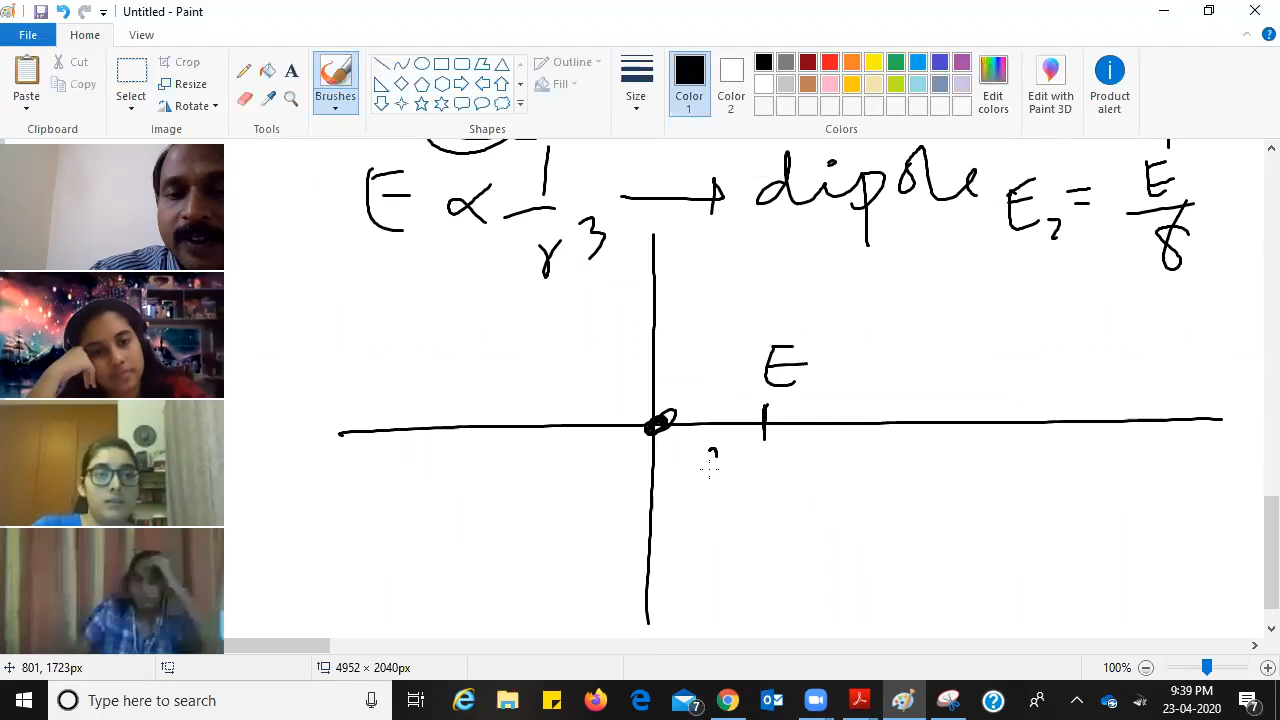 Untitled - Paint
File Home View
Paste Cut Copy
Select Crop Resize Rotate
Brushes
Outline Fill
Size
Color 1
Color 2
Edit colors
Edit with Paint 3D
Product alert
Clipboard Image Tools Shapes Colors
E ∝ 1/r³ → dipole E₂ = E/8
E
801, 1723px 4952 × 2040px 100%
Type here to search
7
7
9:39 PM
23-04-2020